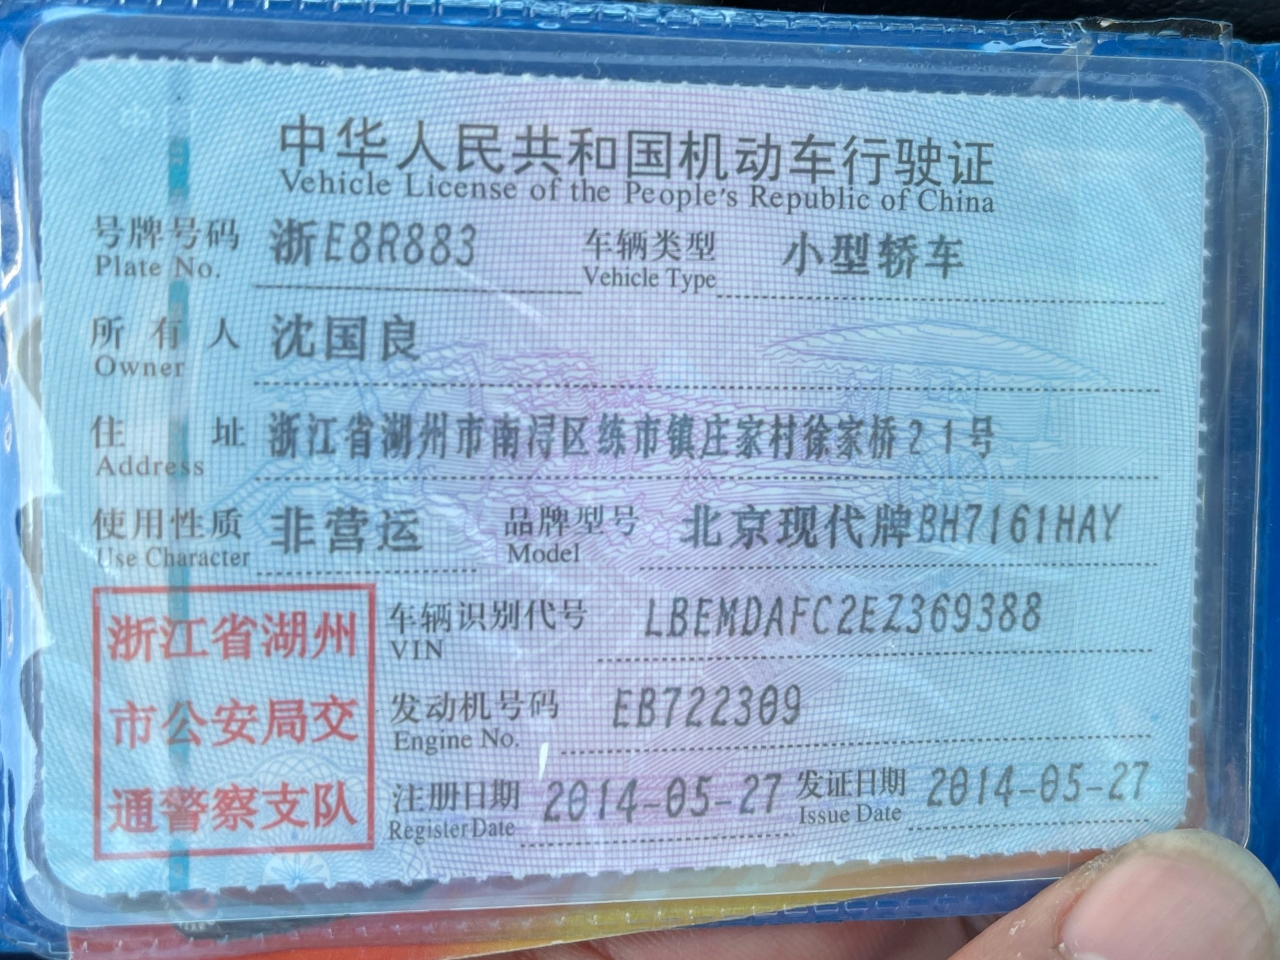 中华人民共和国机动车行驶证
Vehicle License of the People's Republic of China
号牌号码 浙E8R883 车辆类型 小型轿车
Plate No. Vehicle Type
所有人 沈国良
Owner
住址 浙江省湖州市南浔区练市镇庄家村徐家桥21号
Address
使用性质 非营运 品牌型号 北京现代牌BH7161HAY
Use Character Model
浙江省湖州
市公安局交
通警察支队
车辆识别代号 LBEMDAFC2EZ369388
VIN
发动机号码 EB722309
Engine No.
注册日期 2014-05-27 发证日期 2014-05-27
Register Date Issue Date